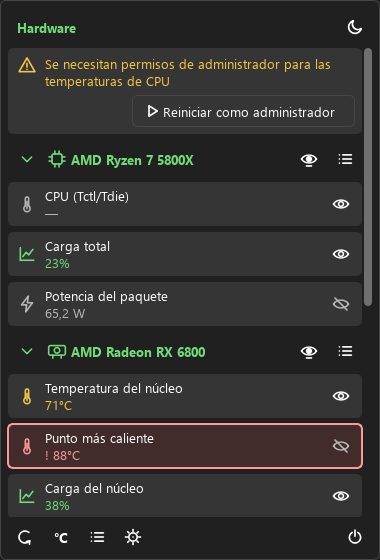 Hardware
Se necesitan permisos de administrador para las
temperaturas de CPU
Reiniciar como administrador
AMD Ryzen 7 5800X
CPU (Tctl/Tdie)
—
Carga total
23%
Potencia del paquete
65,2 W
AMD Radeon RX 6800
Temperatura del núcleo
71°C
Punto más caliente
! 88°C
Carga del núcleo
38%
°C